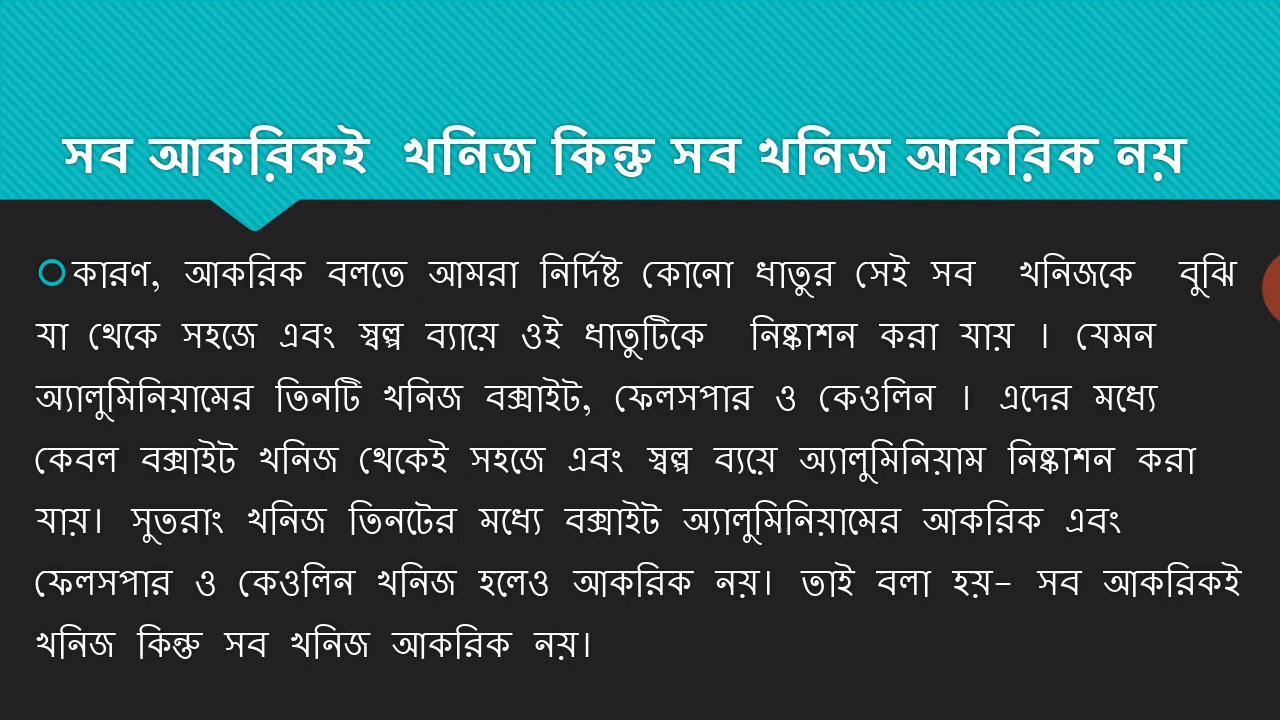 সব আকরিকই খনিজ কিন্তু সব খনিজ আকরিক নয়
কারণ, আকরিক বলতে আমরা নির্দিষ্ট কোনো ধাতুর সেই সব খনিজকে বুঝি
যা থেকে সহজে এবং স্বল্প ব্যায়ে ওই ধাতুটিকে নিষ্কাশন করা যায় । যেমন
অ্যালুমিনিয়ামের তিনটি খনিজ বক্সাইট, ফেলসপার ও কেওলিন । এদের মধ্যে
কেবল বক্সাইট খনিজ থেকেই সহজে এবং স্বল্প ব্যয়ে অ্যালুমিনিয়াম নিষ্কাশন করা
যায়। সুতরাং খনিজ তিনটের মধ্যে বক্সাইট অ্যালুমিনিয়ামের আকরিক এবং
ফেলসপার ও কেওলিন খনিজ হলেও আকরিক নয়। তাই বলা হয়– সব আকরিকই
খনিজ কিন্তু সব খনিজ আকরিক নয়।